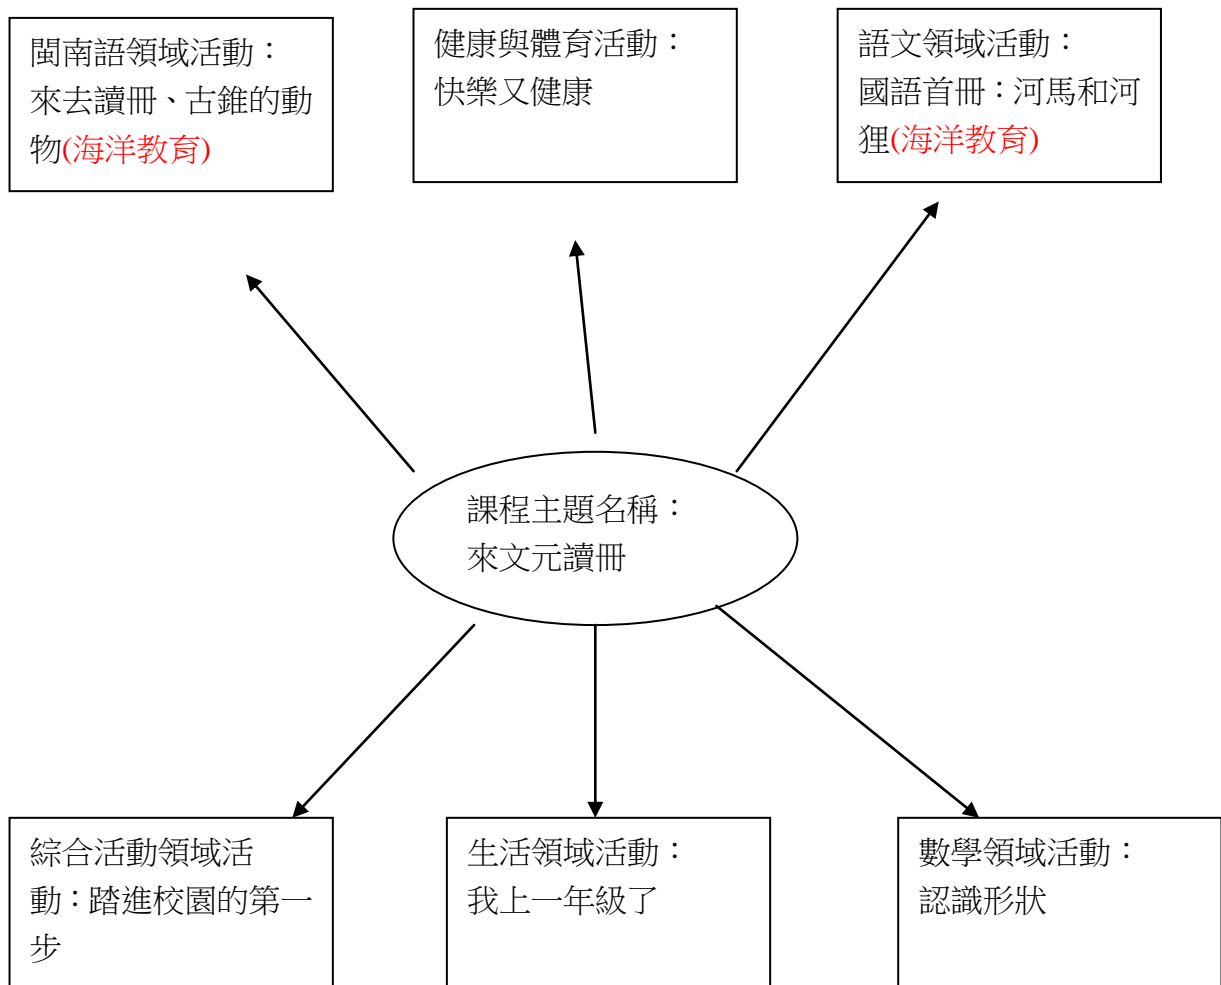 閩南語領域活動：
來去讀冊、古錐的動
物(海洋教育)
健康與體育活動：
快樂又健康
語文領域活動：
國語首冊：河馬和河
狸(海洋教育)
課程主題名稱：
來文元讀冊
綜合活動領域活
動：踏進校園的第一
步
生活領域活動：
我上一年級了
數學領域活動：
認識形狀